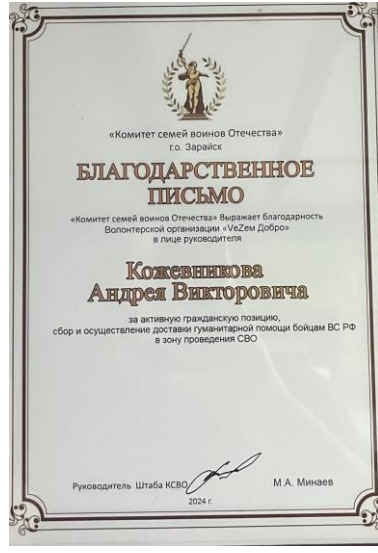 «Комитет семей воинов Отечества»
г.о. Зарайск
БЛАГОДАРСТВЕННОЕ
ПИСЬМО
«Комитет семей воинов Отечества» Выражает благодарность
Волонтерской организации «VeZем Добро»
в лице руководителя
Кожевникова
Андрея Викторовича
за активную гражданскую позицию,
сбор и осуществление доставки гуманитарной помощи бойцам ВС РФ
в зону проведения СВО
Руководитель Штаба КСВО М.А. Минаев
2024 г.